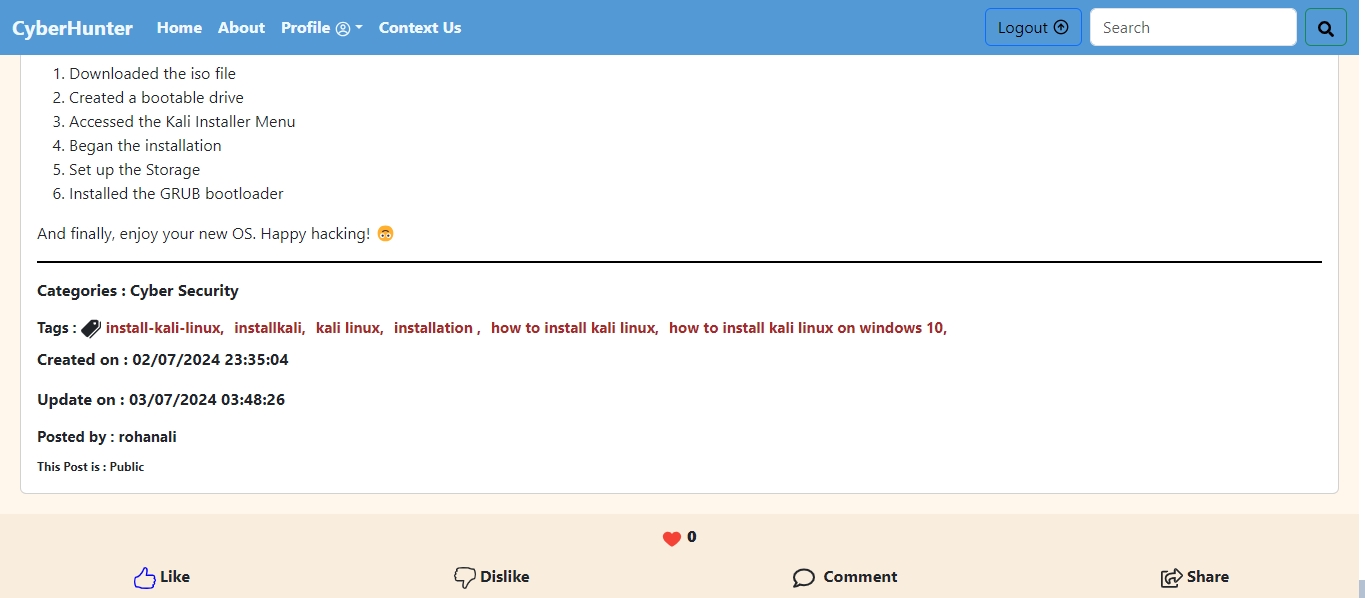 CyberHunter Home About Profile Context Us Logout Search
1. Downloaded the iso file
2. Created a bootable drive
3. Accessed the Kali Installer Menu
4. Began the installation
5. Set up the Storage
6. Installed the GRUB bootloader
And finally, enjoy your new OS. Happy hacking! 🙃
Categories : Cyber Security
Tags : install-kali-linux, installkali, kali linux, installation , how to install kali linux, how to install kali linux on windows 10,
Created on : 02/07/2024 23:35:04
Update on : 03/07/2024 03:48:26
Posted by : rohanali
This Post is : Public
❤ 0
Like Dislike Comment Share